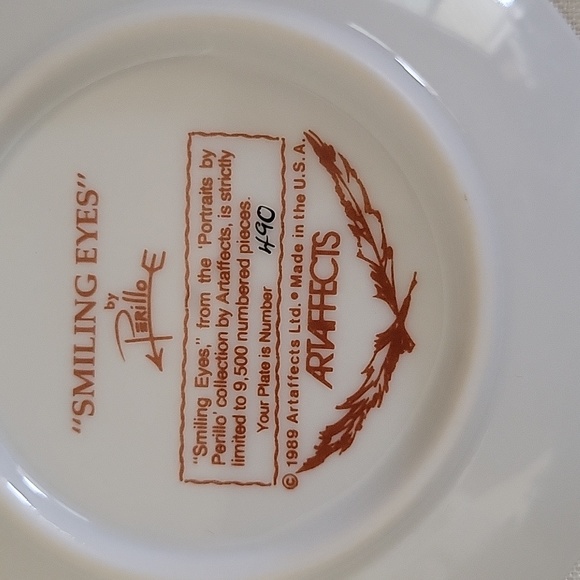 "SMILING EYES"
by
PERILLO
"Smiling Eyes," from the 'Portraits by
Perillo' collection by Artaffects, is strictly
limited to 9,500 numbered pieces.
Your Plate is Number 490
© 1989 Artaffects Ltd. • Made in the U.S.A.
ARTAFFECTS